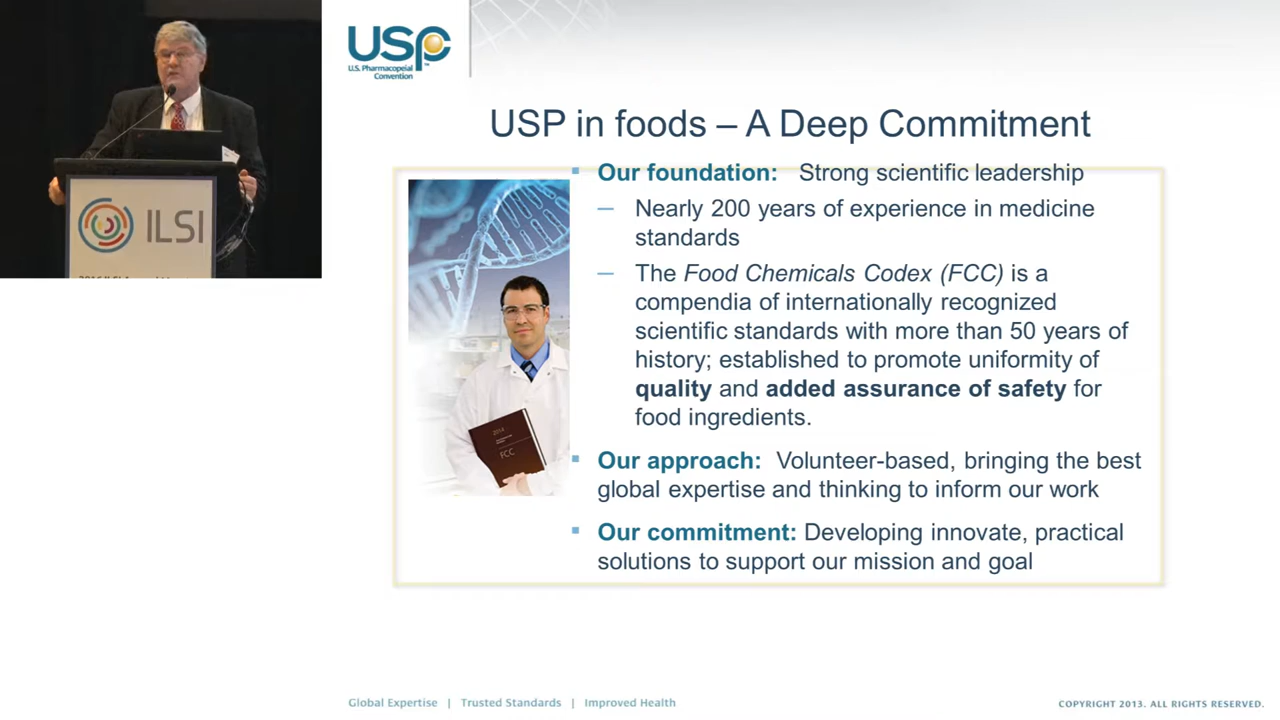 USP
U.S. Pharmacopeial
Convention
USP in foods – A Deep Commitment
Our foundation: Strong scientific leadership
– Nearly 200 years of experience in medicine
standards
– The Food Chemicals Codex (FCC) is a
compendia of internationally recognized
scientific standards with more than 50 years of
history; established to promote uniformity of
quality and added assurance of safety for
food ingredients.
Our approach: Volunteer-based, bringing the best
global expertise and thinking to inform our work
Our commitment: Developing innovate, practical
solutions to support our mission and goal
2014
FCC
ILSI
Global Expertise | Trusted Standards | Improved Health
COPYRIGHT 2013. ALL RIGHTS RESERVED.